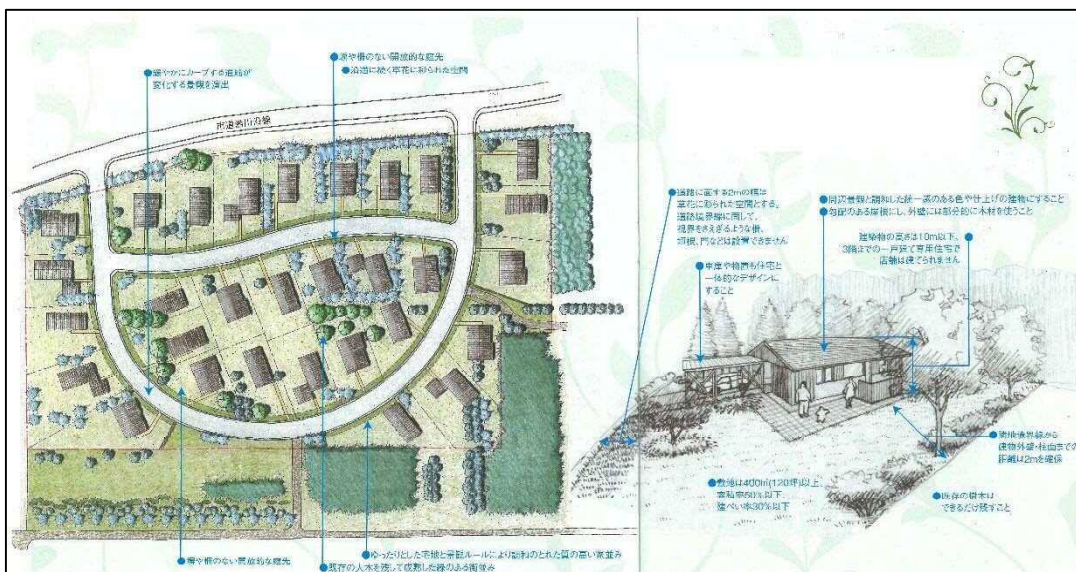 ●緩やかにカーブする道路が
変化する景観を演出
●塀や柵のない開放的な庭先
●沿道に続く草花に彩られた空間
●塀や柵のない開放的な庭先
●既存の大木を残して成熟した緑のある街並み
●ゆったりとした宅地と景観ルールにより調和のとれた質の高い家並み
●道路に面する2mの幅は
草花に彩られた空間とする。
道路境界線に面して、
視界をさえぎるような塀、
垣根、門などは設置できません
●車庫や物置も住宅と
一体的なデザインに
すること
●周辺景観と調和した統一感のある色や仕上げの建物にすること
●勾配のある屋根にし、外壁には部分的に木材を使うこと
建築物の高さは10m以下、
3階までの一戸建て専用住宅で
店舗は建てられません
●隣地境界線から
建物外壁・柱面までの
距離は2mを確保
●既存の樹木は
できるだけ残すこと
●敷地は400㎡(120坪)以上、
容積率50%以下
建ぺい率30%以下